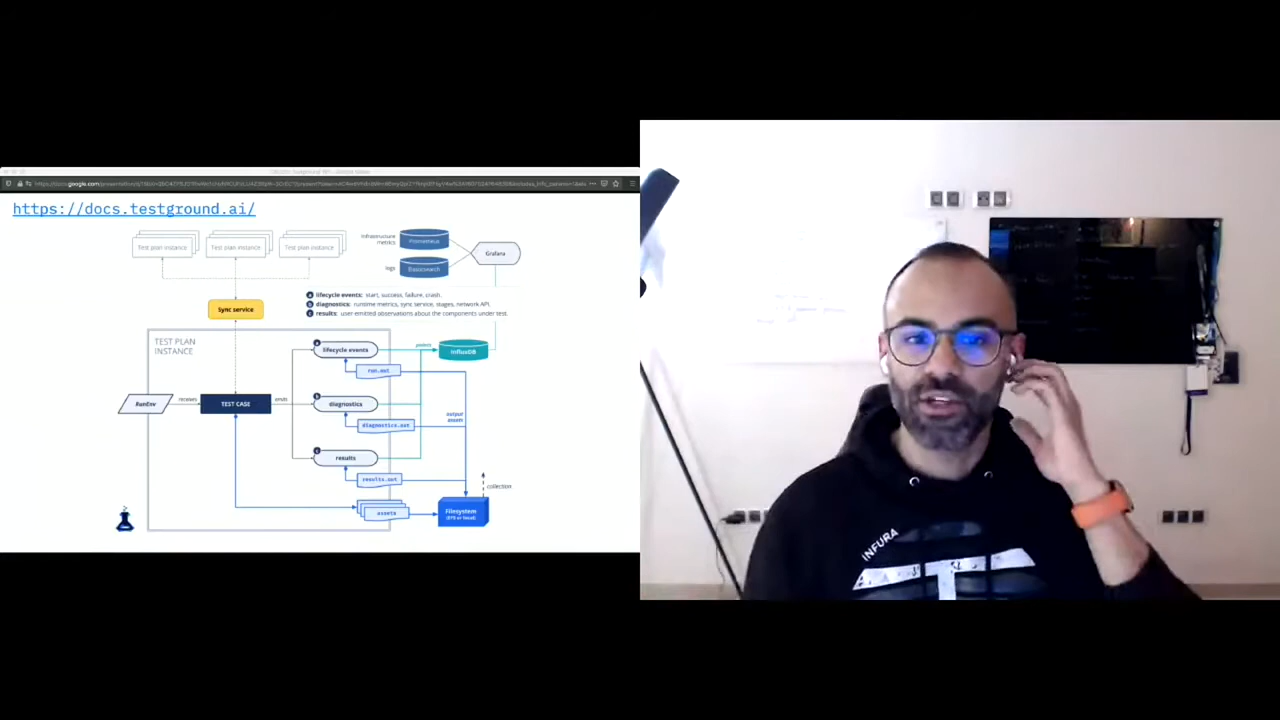 https://docs.testground.ai/
Test plan instance
Test plan instance
Test plan instance
Infrastructure metrics
Prometheus
logs
Elasticsearch
Grafana
Sync service
a lifecycle events: start, success, failure, crash.
b diagnostics: runtime metrics, sync service, stages, network API.
c results: user emitted observations about the components under test.
TEST PLAN
INSTANCE
a
lifecycle events
points
InfluxDB
run.out
RunEnv
receives
TEST CASE
emits
b
diagnostics
output
assets
diagnostics.out
c
results
results.out
collection
assets
Filesystem
INFURA